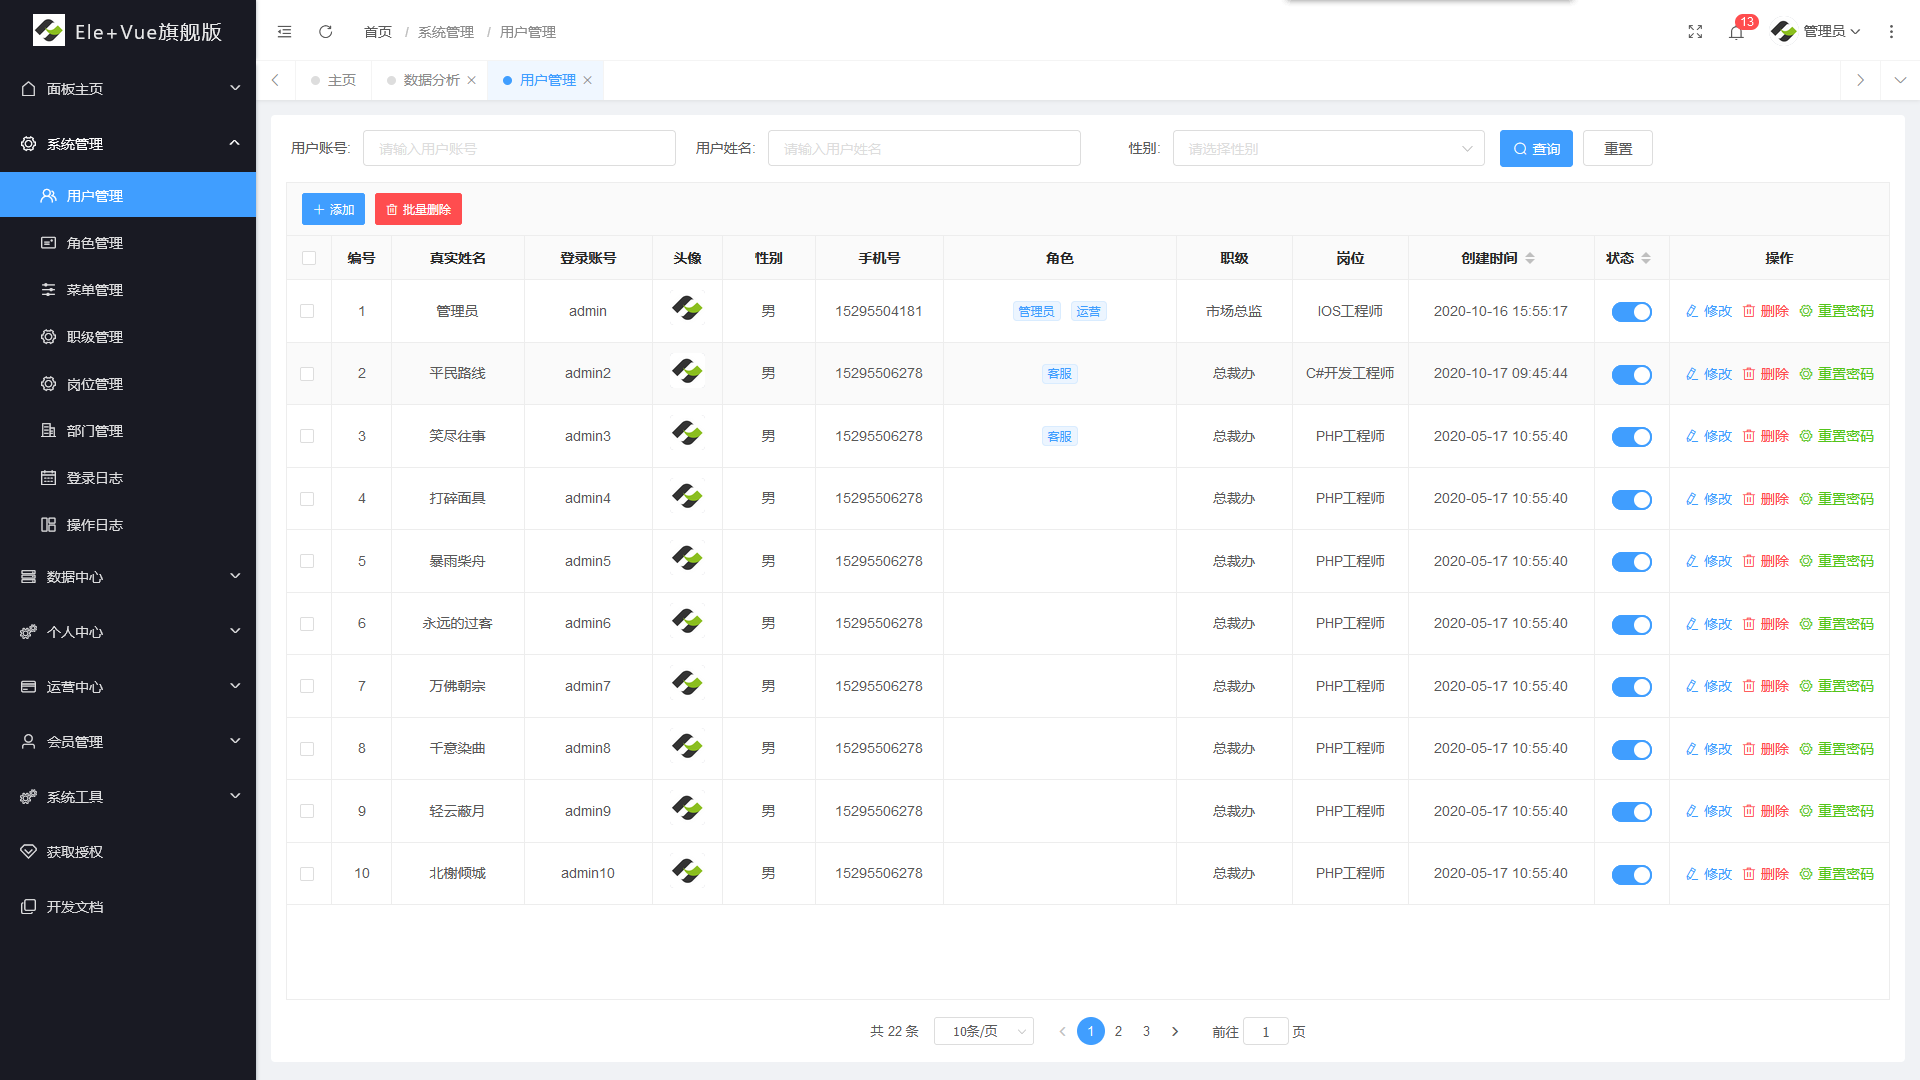 Ele+Vue旗舰版
面板主页
系统管理
用户管理
角色管理
菜单管理
职级管理
岗位管理
部门管理
登录日志
操作日志
数据中心
个人中心
运营中心
会员管理
系统工具
获取授权
开发文档
首页 / 系统管理 / 用户管理
13
管理员
主页 数据分析 用户管理
用户账号: 请输入用户账号 用户姓名: 请输入用户姓名 性别: 请选择性别 查询 重置
添加 批量删除
编号 真实姓名 登录账号 头像 性别 手机号 角色 职级 岗位 创建时间 状态 操作
1 管理员 admin 男 15295504181 管理员 运营 市场总监 IOS工程师 2020-10-16 15:55:17 修改 删除 重置密码
2 平民路线 admin2 男 15295506278 客服 总裁办 C#开发工程师 2020-10-17 09:45:44 修改 删除 重置密码
3 笑尽往事 admin3 男 15295506278 客服 总裁办 PHP工程师 2020-05-17 10:55:40 修改 删除 重置密码
4 打碎面具 admin4 男 15295506278 总裁办 PHP工程师 2020-05-17 10:55:40 修改 删除 重置密码
5 暴雨柴舟 admin5 男 15295506278 总裁办 PHP工程师 2020-05-17 10:55:40 修改 删除 重置密码
6 永远的过客 admin6 男 15295506278 总裁办 PHP工程师 2020-05-17 10:55:40 修改 删除 重置密码
7 万佛朝宗 admin7 男 15295506278 总裁办 PHP工程师 2020-05-17 10:55:40 修改 删除 重置密码
8 千意染曲 admin8 男 15295506278 总裁办 PHP工程师 2020-05-17 10:55:40 修改 删除 重置密码
9 轻云蔽月 admin9 男 15295506278 总裁办 PHP工程师 2020-05-17 10:55:40 修改 删除 重置密码
10 北榭倾城 admin10 男 15295506278 总裁办 PHP工程师 2020-05-17 10:55:40 修改 删除 重置密码
共 22 条 10条/页 1 2 3 前往 1 页